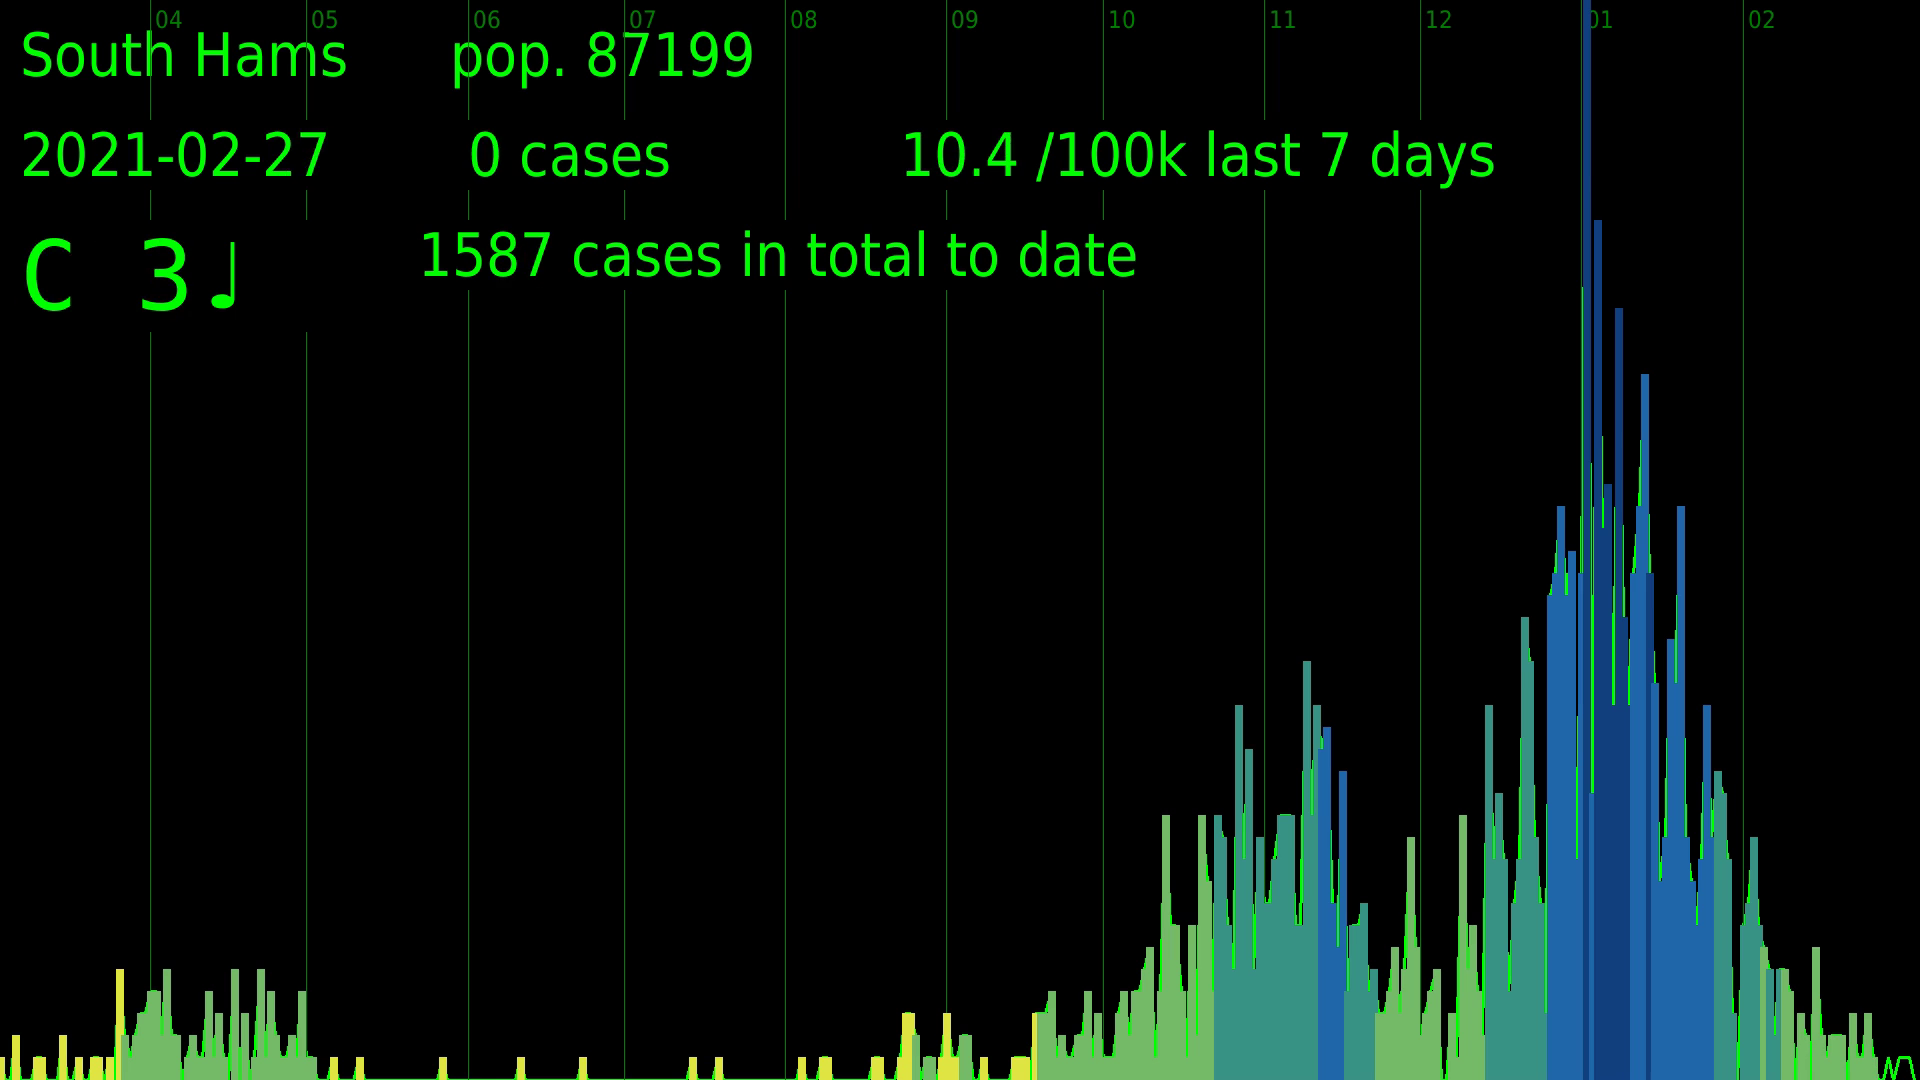 04 05 06 07 08 09 10 11 12 01 02
South Hams pop. 87199
2021-02-27 0 cases 10.4 /100k last 7 days
C 3♩ 1587 cases in total to date